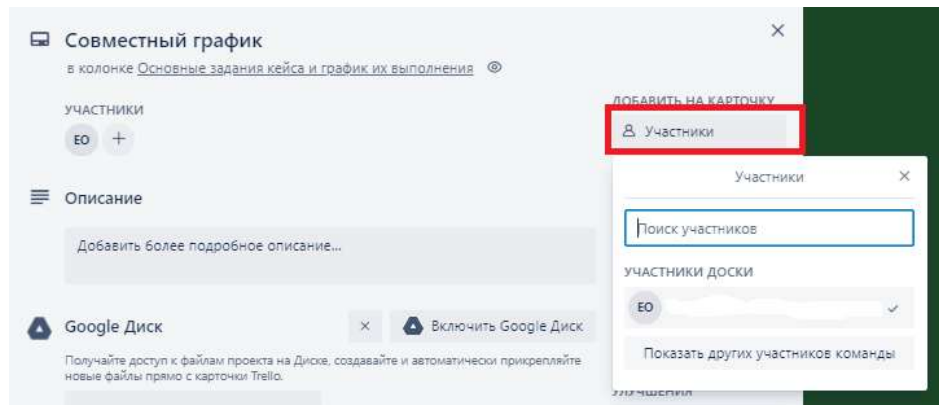 Совместный график
в колонке Основные задания кейса и график их выполнения
УЧАСТНИКИ
ЕО +
Описание
Добавить более подробное описание...
Google Диск
× Включить Google Диск
Получайте доступ к файлам проекта на Диске, создавайте и автоматически прикрепляйте
новые файлы прямо с карточки Trello.
ДОБАВИТЬ НА КАРТОЧКУ
Участники
Участники
Поиск участников
УЧАСТНИКИ ДОСКИ
ЕО
Показать других участников команды
УЛУЧШЕНИЯ